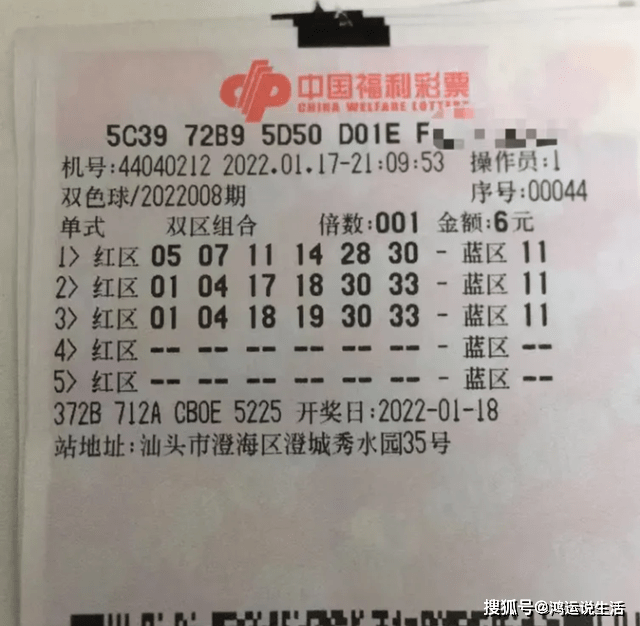 中国福利彩票
CHINA WELFARE LOTTERY
5C39 72B9 5D50 D01E F
机号:44040212 2022.01.17-21:09:53 操作员:1
双色球/2022008期 序号:00044
单式 双区组合 倍数:001 金额:6元
1> 红区 05 07 11 14 28 30 - 蓝区 11
2> 红区 01 04 17 18 30 33 - 蓝区 11
3> 红区 01 04 18 19 30 33 - 蓝区 11
4> 红区 -- -- -- -- -- -- - 蓝区 --
5> 红区 -- -- -- -- -- -- - 蓝区 --
372B 712A CB0E 5225 开奖日:2022-01-18
站地址:汕头市澄海区澄城秀水园35号
搜狐号@鸿运说生活